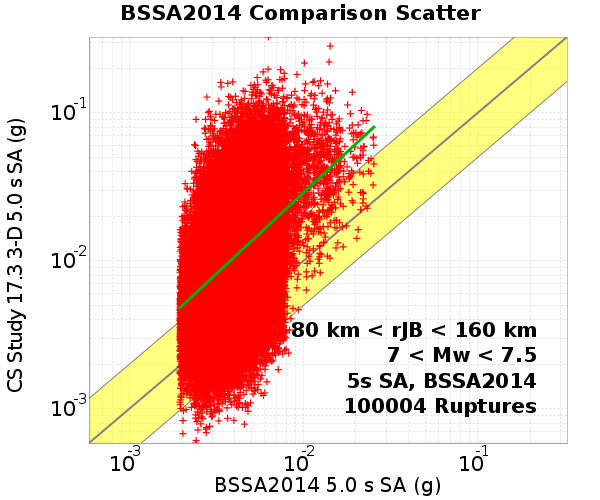 BSSA2014 Comparison Scatter
CS Study 17.3 3-D 5.0 s SA (g)
10-1
10-2
10-3
80 km < rJB < 160 km
7 < Mw < 7.5
5s SA, BSSA2014
100004 Ruptures
10-3 10-2 10-1
BSSA2014 5.0 s SA (g)